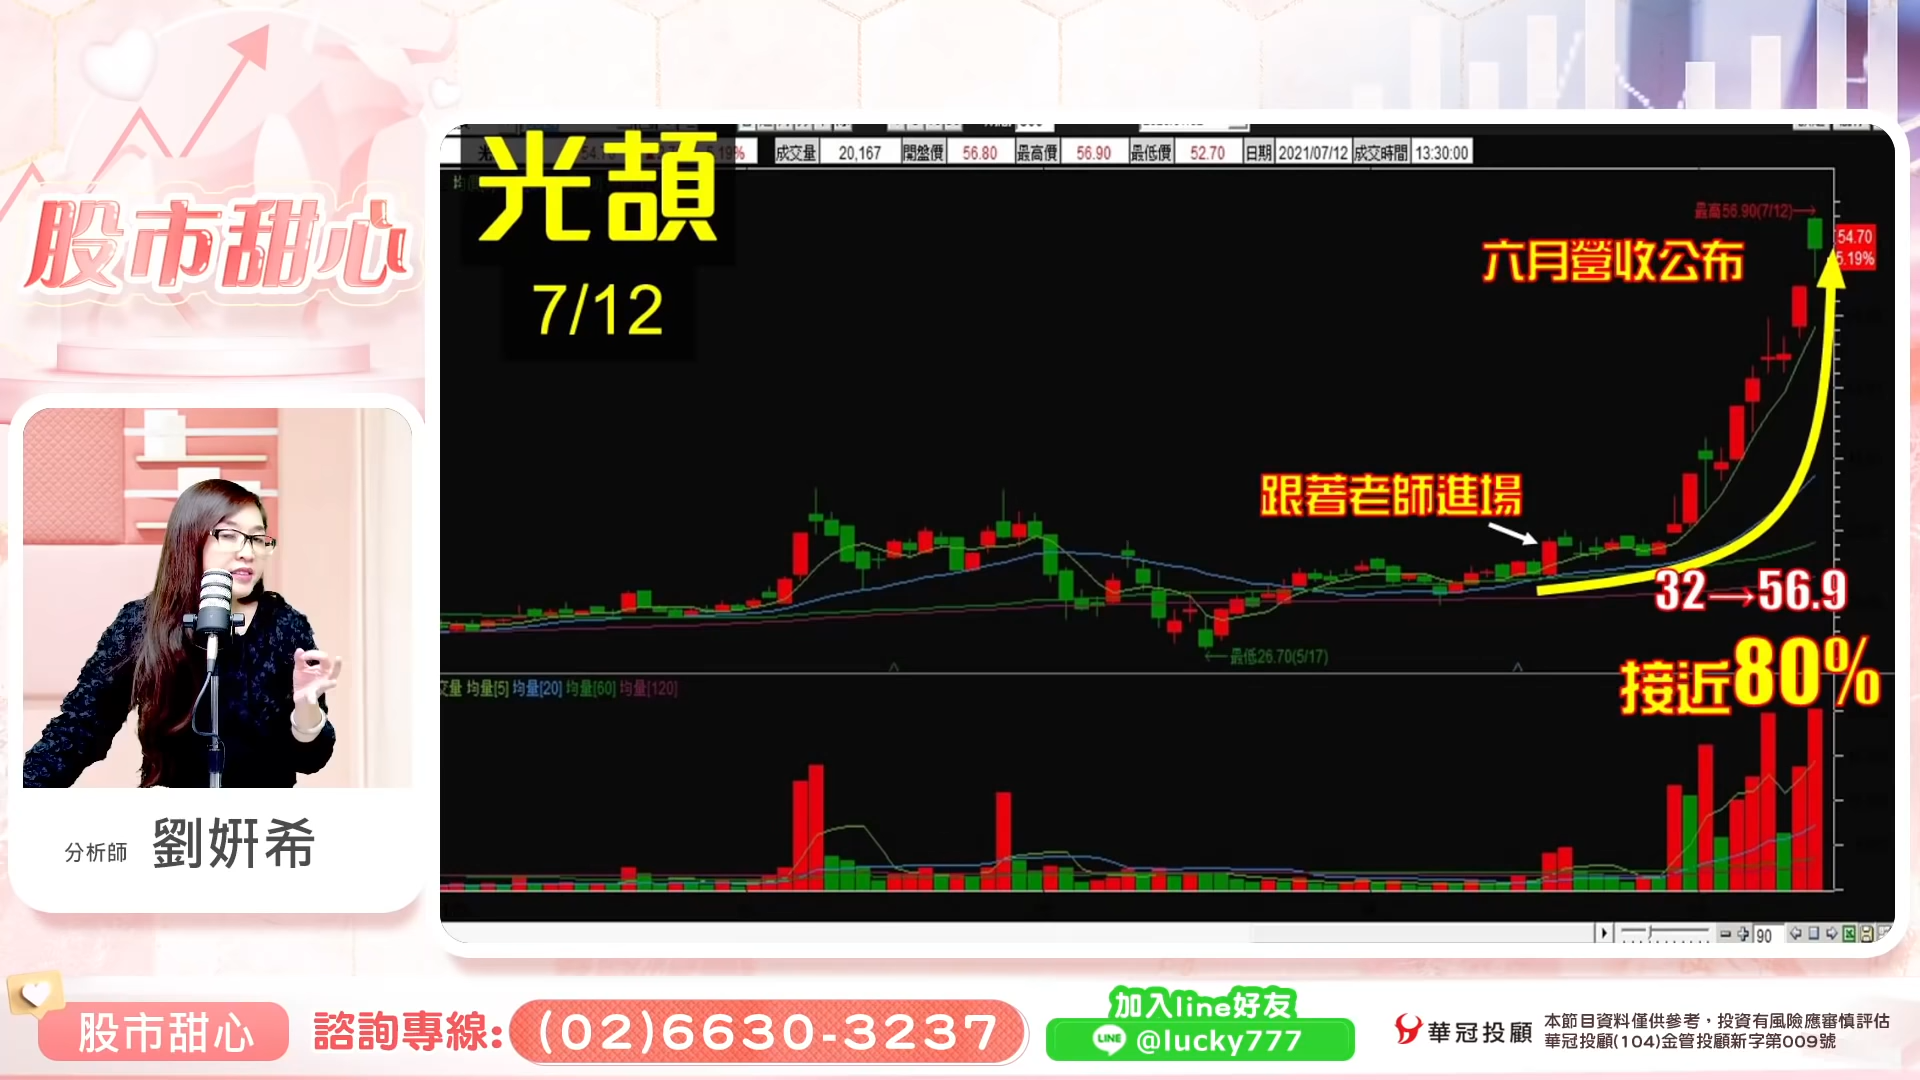 股市甜心
分析師 劉妍希
光頡
7/12
成交量 20,167 開盤價 56.80 最高價 56.90 最低價 52.70 日期 2021/07/12 成交時間 13:30:00
最高56.90(7/12)→
54.70
5.19%
六月營收公布
跟著老師進場
32→56.9
接近80%
←最低26.70(5/17)
交量 均量[5] 均量[20] 均量[60] 均量[120]
90
股市甜心 諮詢專線: (02)6630-3237
加入line好友
LINE @lucky777
華冠投顧
本節目資料僅供參考，投資有風險應審慎評估
華冠投顧(104)金管投顧新字第009號